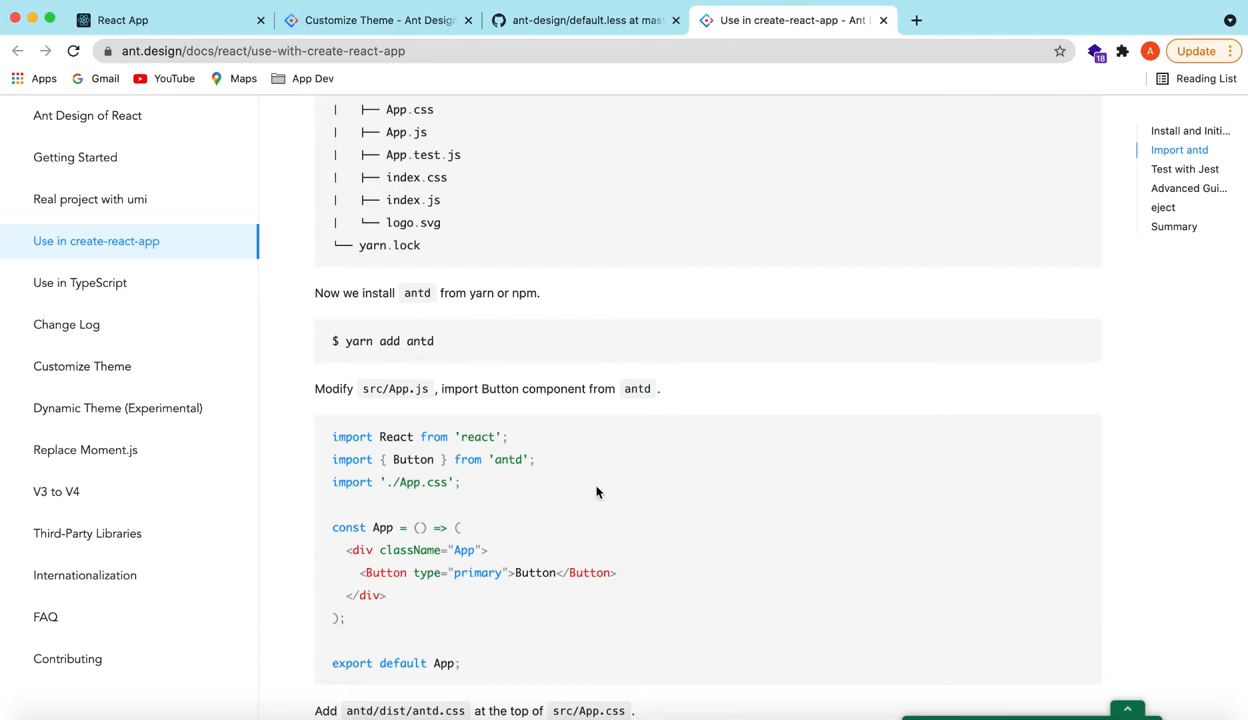 React App
Customize Theme - Ant Design
ant-design/default.less at mas
Use in create-react-app - Ant
ant.design/docs/react/use-with-create-react-app
18
A
Update
Apps
Gmail
YouTube
Maps
App Dev
Reading List
Ant Design of React
Getting Started
Real project with umi
Use in create-react-app
Use in TypeScript
Change Log
Customize Theme
Dynamic Theme (Experimental)
Replace Moment.js
V3 to V4
Third-Party Libraries
Internationalization
FAQ
Contributing
| ├── App.css
| ├── App.js
| ├── App.test.js
| ├── index.css
| ├── index.js
| └── logo.svg
└── yarn.lock
Now we install antd from yarn or npm.
$ yarn add antd
Modify src/App.js , import Button component from antd .
import React from 'react';
import { Button } from 'antd';
import './App.css';
const App = () => (
<div className="App">
<Button type="primary">Button</Button>
</div>
);
export default App;
Add antd/dist/antd.css at the top of src/App.css .
Install and Initi...
Import antd
Test with Jest
Advanced Gui...
eject
Summary